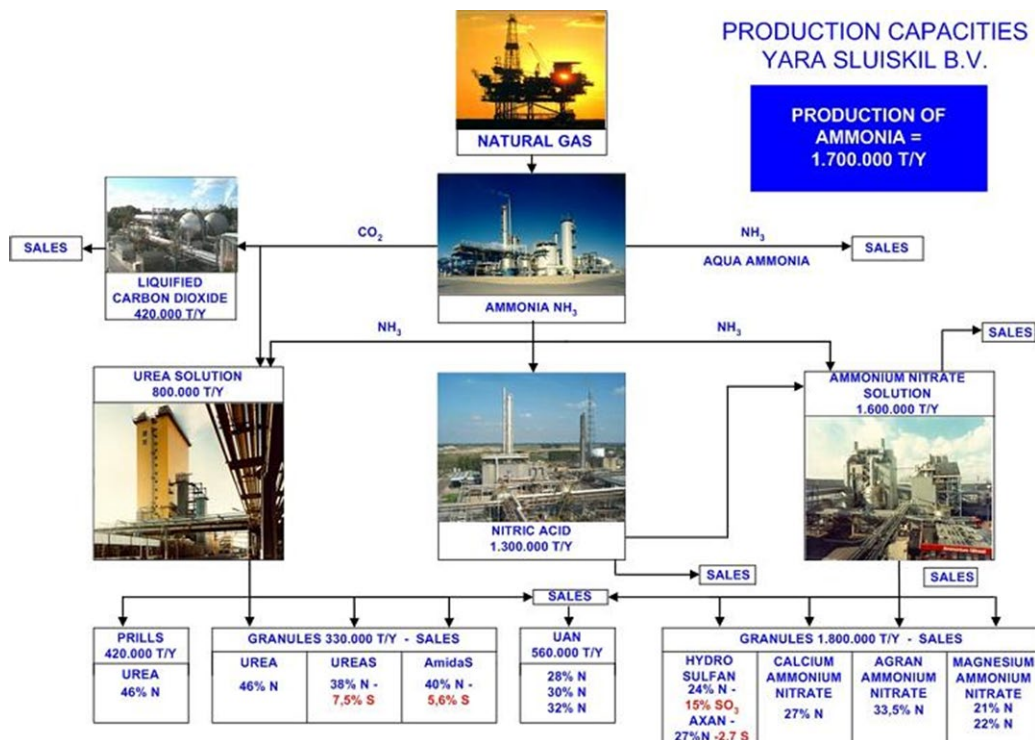 PRODUCTION CAPACITIES
YARA SLUISKIL B.V.
PRODUCTION OF
AMMONIA =
1.700.000 T/Y
NATURAL GAS
SALES
CO₂
NH₃
AQUA AMMONIA
SALES
LIQUIFIED
CARBON DIOXIDE
420.000 T/Y
AMMONIA NH₃
NH₃
NH₃
SALES
UREA SOLUTION
800.000 T/Y
AMMONIUM NITRATE
SOLUTION
1.600.000 T/Y
NITRIC ACID
1.300.000 T/Y
Ammonium Nitraat
SALES
SALES
SALES
PRILLS
420.000 T/Y
UREA
46% N
GRANULES 330.000 T/Y - SALES
UREA
46% N
UREAS
38% N -
7,5% S
AmidaS
40% N -
5,6% S
UAN
560.000 T/Y
28% N
30% N
32% N
GRANULES 1.800.000 T/Y - SALES
HYDRO
SULFAN
24% N -
15% SO₃
AXAN -
27%N -2.7 S
CALCIUM
AMMONIUM
NITRATE
27% N
AGRAN
AMMONIUM
NITRATE
33,5% N
MAGNESIUM
AMMONIUM
NITRATE
21% N
22% N